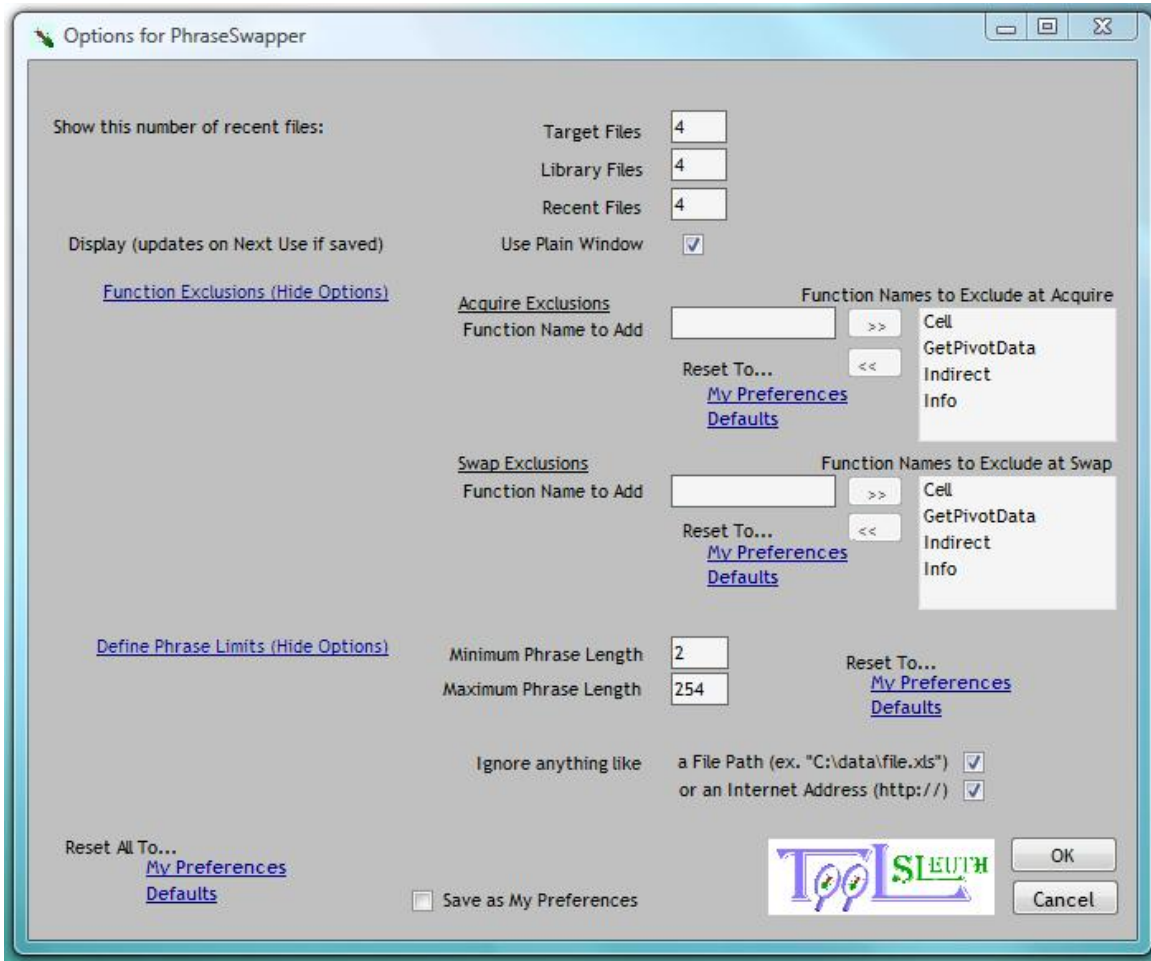 Options for PhraseSwapper
Show this number of recent files:
Target Files 4
Library Files 4
Recent Files 4
Display (updates on Next Use if saved) Use Plain Window
Function Exclusions (Hide Options)
Acquire Exclusions Function Names to Exclude at Acquire
Function Name to Add >> Cell
GetPivotData
<< Indirect
Info
Reset To...
My Preferences
Defaults
Swap Exclusions Function Names to Exclude at Swap
Function Name to Add >> Cell
GetPivotData
<< Indirect
Info
Reset To...
My Preferences
Defaults
Define Phrase Limits (Hide Options)
Minimum Phrase Length 2
Maximum Phrase Length 254
Reset To...
My Preferences
Defaults
Ignore anything like a File Path (ex. "C:\data\file.xls")
or an Internet Address (http://)
Reset All To...
My Preferences
Defaults
Save as My Preferences
TOOLSLEUTH
OK
Cancel